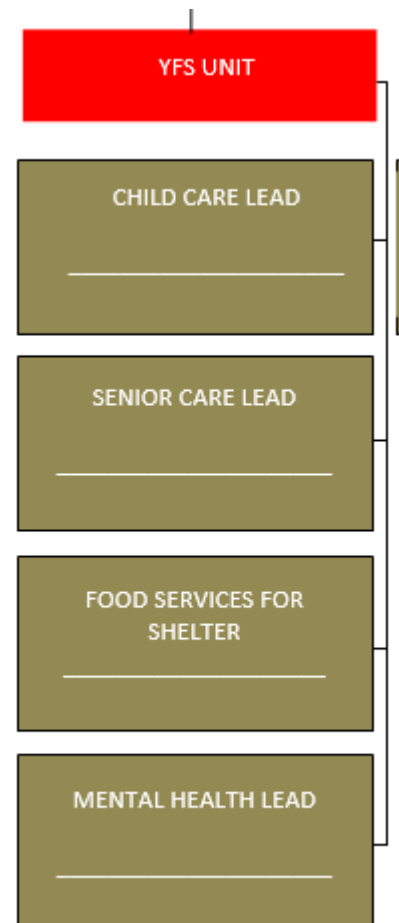 YFS UNIT
CHILD CARE LEAD
SENIOR CARE LEAD
FOOD SERVICES FOR
SHELTER
MENTAL HEALTH LEAD